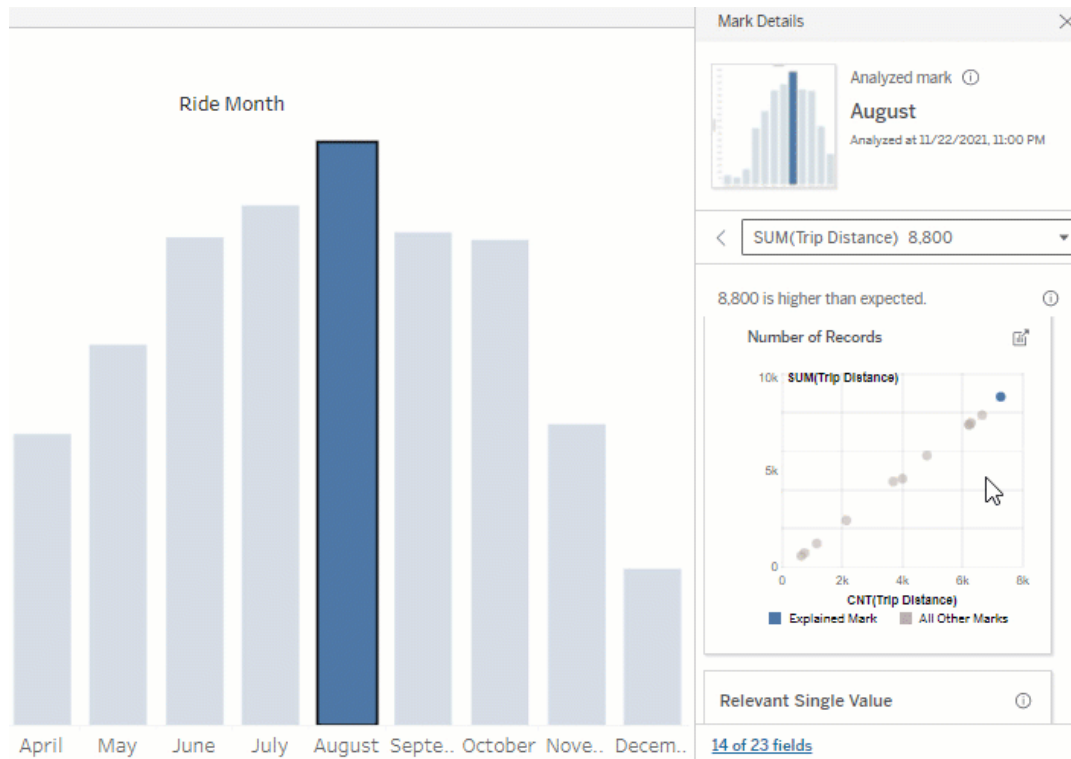 Ride Month
April May June July August Septe.. October Nove.. Decem..
Mark Details
Analyzed mark
August
Analyzed at 11/22/2021, 11:00 PM
SUM(Trip Distance) 8,800
8,800 is higher than expected.
Number of Records
10k SUM(Trip Distance)
5k
0
0 2k 4k 6k 8k
CNT(Trip Distance)
Explained Mark All Other Marks
Relevant Single Value
14 of 23 fields